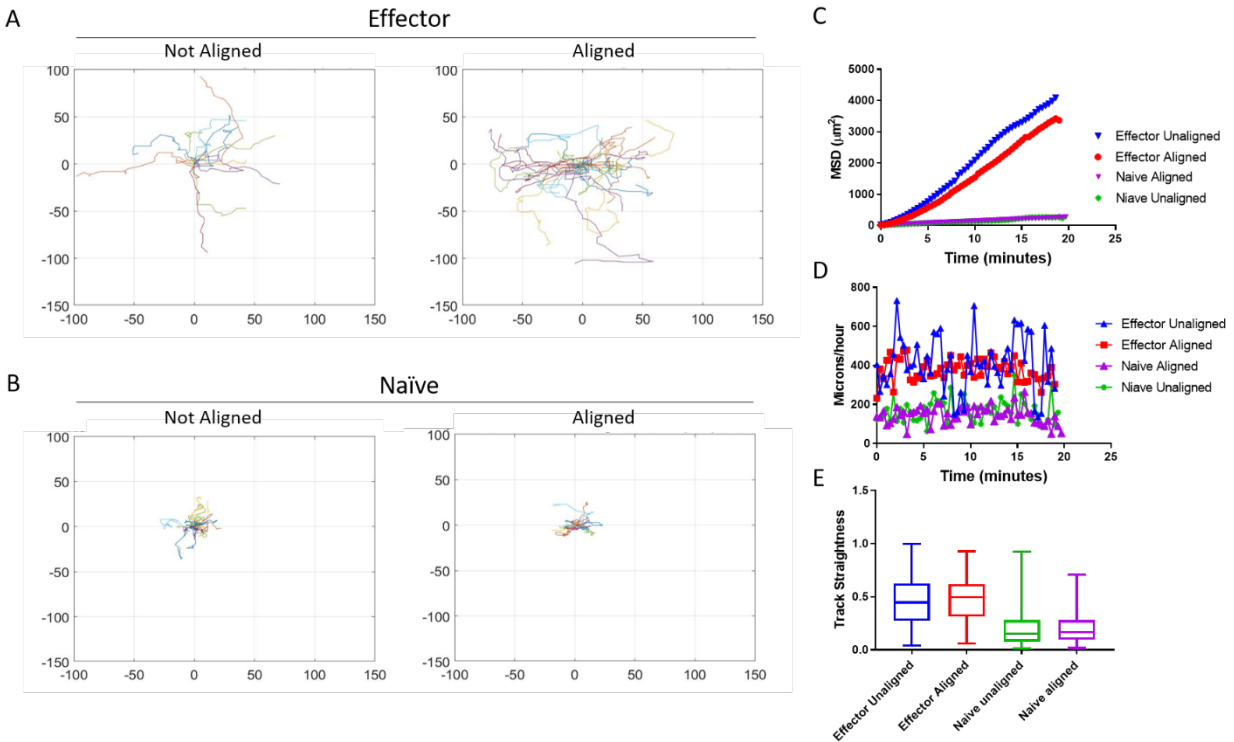 A
Effector
Not Aligned
Aligned
100
50
0
-50
-100
-150
-100 -50 0 50 100 150
100
50
0
-50
-100
-150
-100 -50 0 50 100 150
B
Naïve
Not Aligned
Aligned
100
50
0
-50
-100
-150
-100 -50 0 50 100 150
100
50
0
-50
-100
-150
-100 -50 0 50 100 150
C
MSD (μm²)
5000
4000
3000
2000
1000
0
0 5 10 15 20 25
Time (minutes)
Effector Unaligned
Effector Aligned
Naive Aligned
Niave Unaligned
D
Microns/hour
800
600
400
200
0
0 5 10 15 20 25
Time (minutes)
Effector Unaligned
Effector Aligned
Naive Aligned
Niave Unaligned
E
Track Straightness
1.5
1.0
0.5
0.0
Effector Unaligned
Effector Aligned
Naive unaligned
Naive aligned